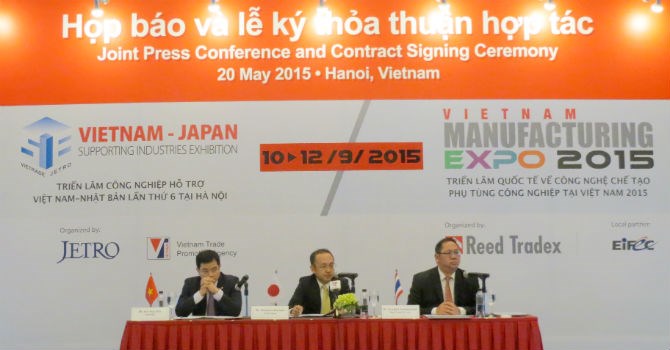 Họp báo và lễ ký thỏa thuận hợp tác
Joint Press Conference and Contract Signing Ceremony
20 May 2015 • Hanoi, Vietnam
VIETNAM - JAPAN
SUPPORTING INDUSTRIES EXHIBITION
VIETRADE JETRO
TRIỂN LÃM CÔNG NGHIỆP HỖ TRỢ
VIỆT NAM-NHẬT BẢN LẦN THỨ 6 TẠI HÀ NỘI
10 ▸ 12 /9/ 2015
VIETNAM
MANUFACTURING
EXPO 2015
TRIỂN LÃM QUỐC TẾ VỀ CÔNG NGHỆ CHẾ TẠO
PHỤ TÙNG CÔNG NGHIỆP TẠI VIỆT NAM 2015
Organized by:
JETRO
Vietnam Trade
Promotion Agency
Organized by:
Reed Tradex
Local partner:
EIFEC